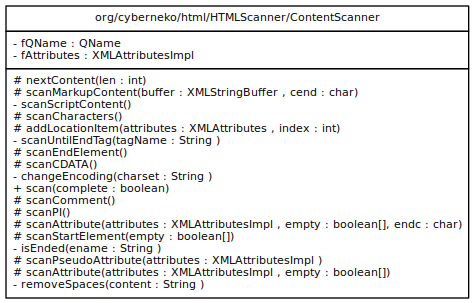 org/cyberneko/html/HTMLScanner/ContentScanner
- fQName : QName
- fAttributes : XMLAttributesImpl
# nextContent(len : int)
# scanMarkupContent(buffer : XMLStringBuffer , cend : char)
- scanScriptContent()
# scanCharacters()
# addLocationItem(attributes : XMLAttributes , index : int)
- scanUntilEndTag(tagName : String )
# scanEndElement()
# scanCDATA()
- changeEncoding(charset : String )
+ scan(complete : boolean)
# scanComment()
# scanPI()
# scanAttribute(attributes : XMLAttributesImpl , empty : boolean[], endc : char)
# scanStartElement(empty : boolean[])
- isEnded(ename : String )
# scanPseudoAttribute(attributes : XMLAttributesImpl )
# scanAttribute(attributes : XMLAttributesImpl , empty : boolean[])
- removeSpaces(content : String )